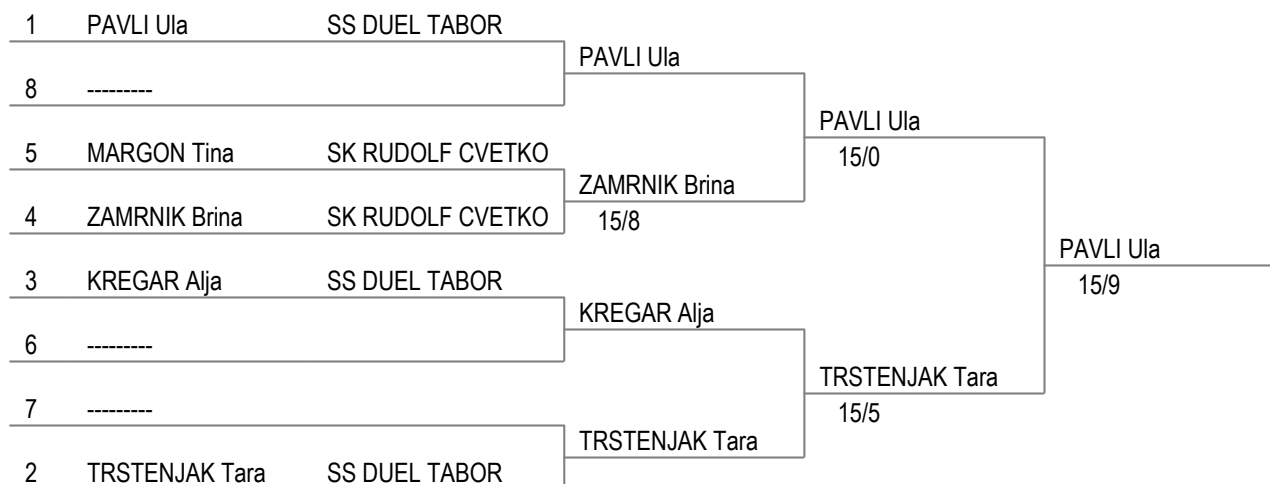 1 PAVLI Ula SS DUEL TABOR
PAVLI Ula
8 ---------
PAVLI Ula
15/0
5 MARGON Tina SK RUDOLF CVETKO
ZAMRNIK Brina
15/8
4 ZAMRNIK Brina SK RUDOLF CVETKO
PAVLI Ula
15/9
3 KREGAR Alja SS DUEL TABOR
KREGAR Alja
6 ---------
TRSTENJAK Tara
15/5
7 ---------
TRSTENJAK Tara
2 TRSTENJAK Tara SS DUEL TABOR